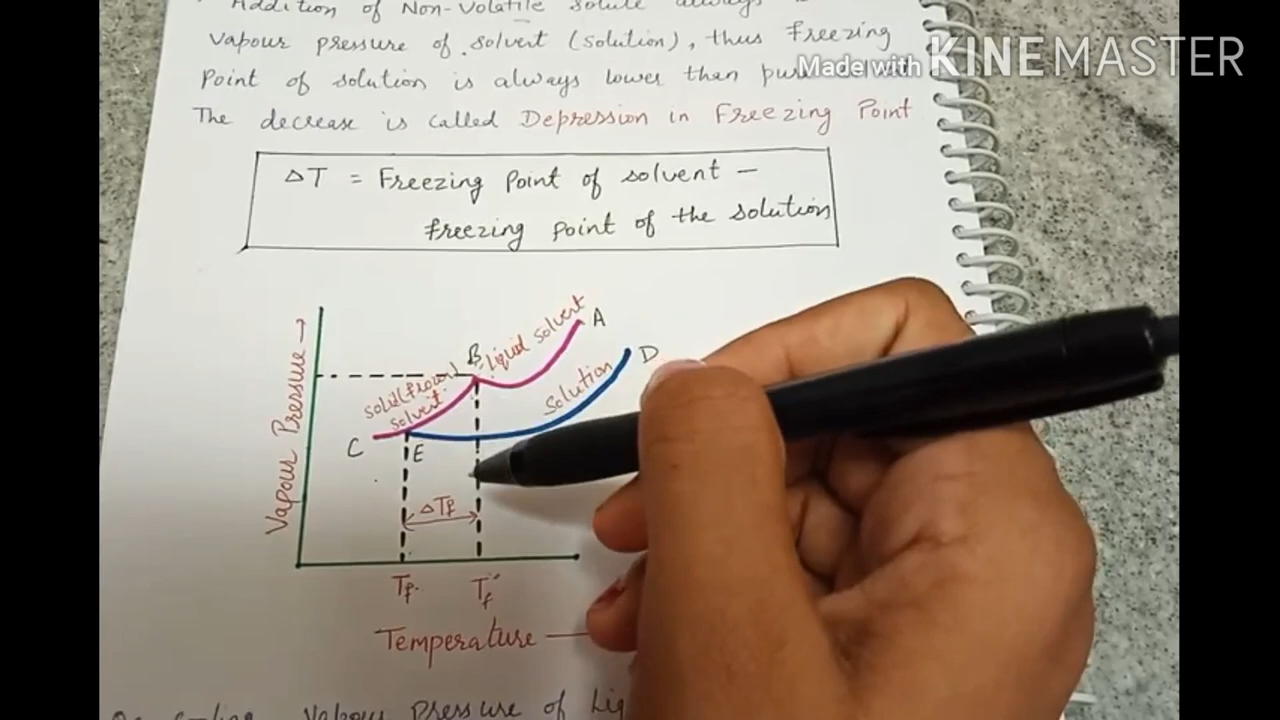 Addition of Non-Volatile solute always
vapour pressure of solvent (solution), thus freezing
Point of solution is always lower than
The decrease is called Depression in Freezing Point
Made with KINEMASTER
ΔT = Freezing Point of solvent –
freezing point of the solution
Vapour Pressure →
A
B
Liquid solvent
D
solid (frozen)
solvent
Solution
C
E
ΔTf
Tf
Tf°
Temperature
vapour pressure of